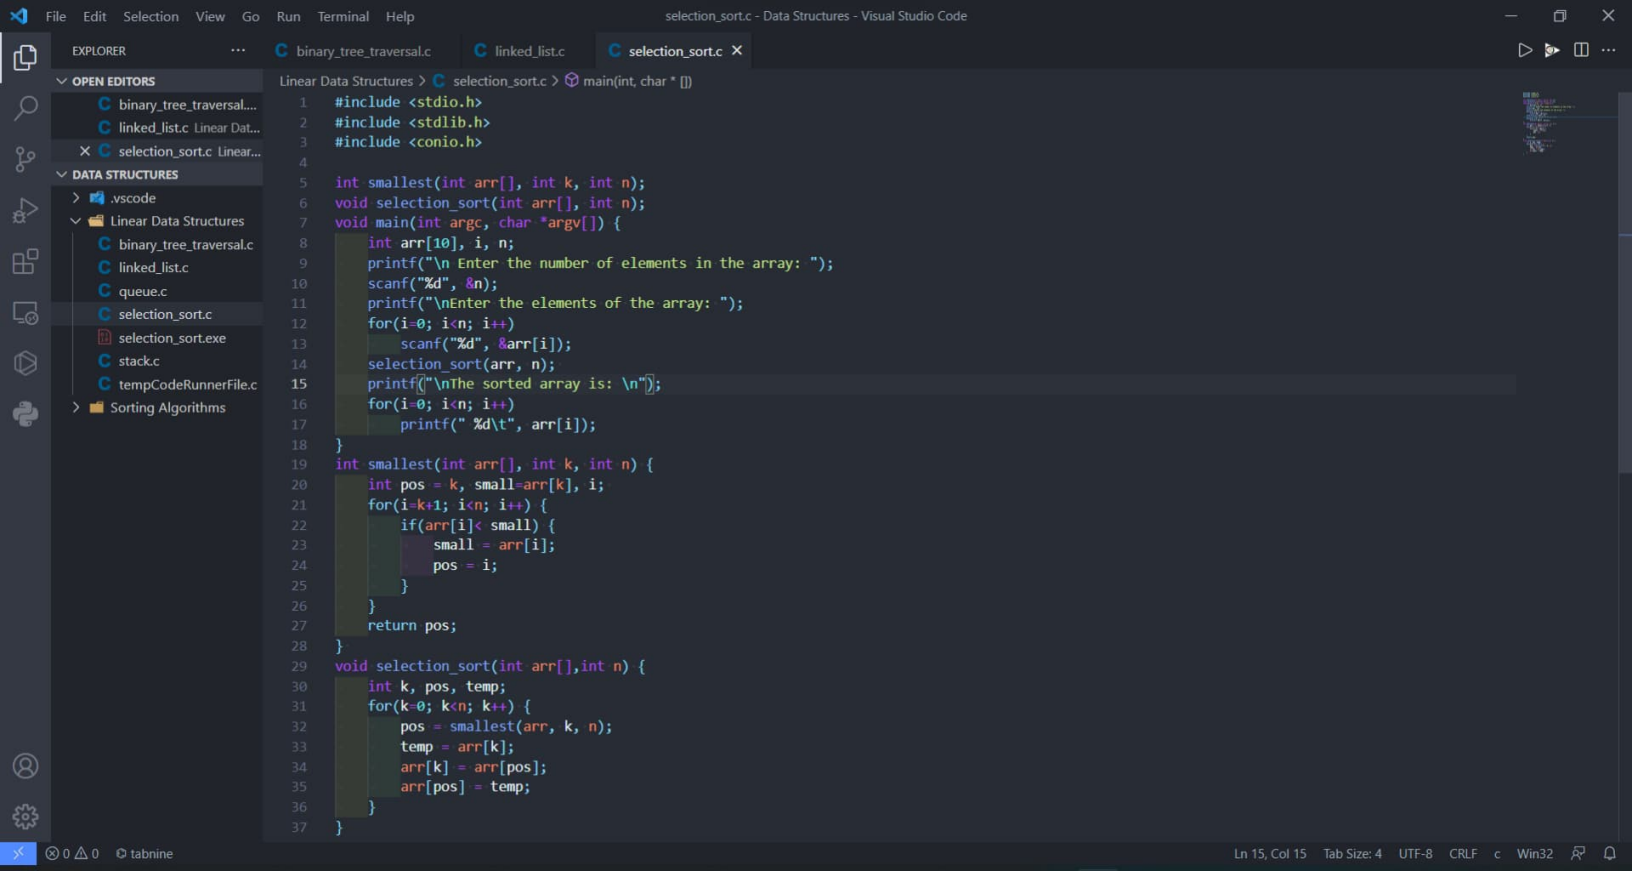 File Edit Selection View Go Run Terminal Help
selection_sort.c - Data Structures - Visual Studio Code
EXPLORER
binary_tree_traversal.c
linked_list.c
selection_sort.c
OPEN EDITORS
binary_tree_traversal....
linked_list.c Linear Dat...
selection_sort.c Linear...
DATA STRUCTURES
.vscode
Linear Data Structures
binary_tree_traversal.c
linked_list.c
queue.c
selection_sort.c
selection_sort.exe
stack.c
tempCodeRunnerFile.c
Sorting Algorithms
Linear Data Structures > C selection_sort.c > main(int, char * [])
1 #include <stdio.h>
2 #include <stdlib.h>
3 #include <conio.h>
4
5 int smallest(int arr[], int k, int n);
6 void selection_sort(int arr[], int n);
7 void main(int argc, char *argv[]) {
8 int arr[10], i, n;
9 printf("\n Enter the number of elements in the array: ");
10 scanf("%d", &n);
11 printf("\nEnter the elements of the array: ");
12 for(i=0; i<n; i++)
13 scanf("%d", &arr[i]);
14 selection_sort(arr, n);
15 printf("\nThe sorted array is: \n");
16 for(i=0; i<n; i++)
17 printf(" %d\t", arr[i]);
18 }
19 int smallest(int arr[], int k, int n) {
20 int pos = k, small=arr[k], i;
21 for(i=k+1; i<n; i++) {
22 if(arr[i]< small) {
23 small = arr[i];
24 pos = i;
25 }
26 }
27 return pos;
28 }
29 void selection_sort(int arr[],int n) {
30 int k, pos, temp;
31 for(k=0; k<n; k++) {
32 pos = smallest(arr, k, n);
33 temp = arr[k];
34 arr[k] = arr[pos];
35 arr[pos] = temp;
36 }
37 }
0 0 tabnine
Ln 15, Col 15 Tab Size: 4 UTF-8 CRLF c Win32